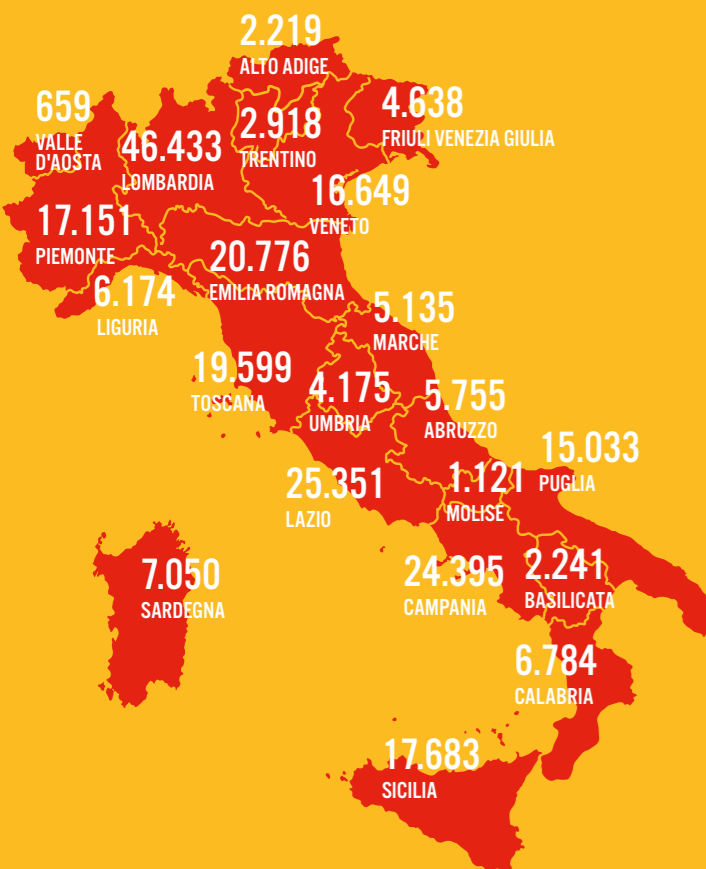 2.219
ALTO ADIGE
659
VALLE
D'AOSTA
46.433
LOMBARDIA
2.918
TRENTINO
4.638
FRIULI VENEZIA GIULIA
16.649
VENETO
17.151
PIEMONTE
20.776
EMILIA ROMAGNA
6.174
LIGURIA
5.135
MARCHE
19.599
TOSCANA
4.175
UMBRIA
5.755
ABRUZZO
15.033
PUGLIA
25.351
LAZIO
1.121
MOLISE
7.050
SARDEGNA
24.395
CAMPANIA
2.241
BASILICATA
6.784
CALABRIA
17.683
SICILIA